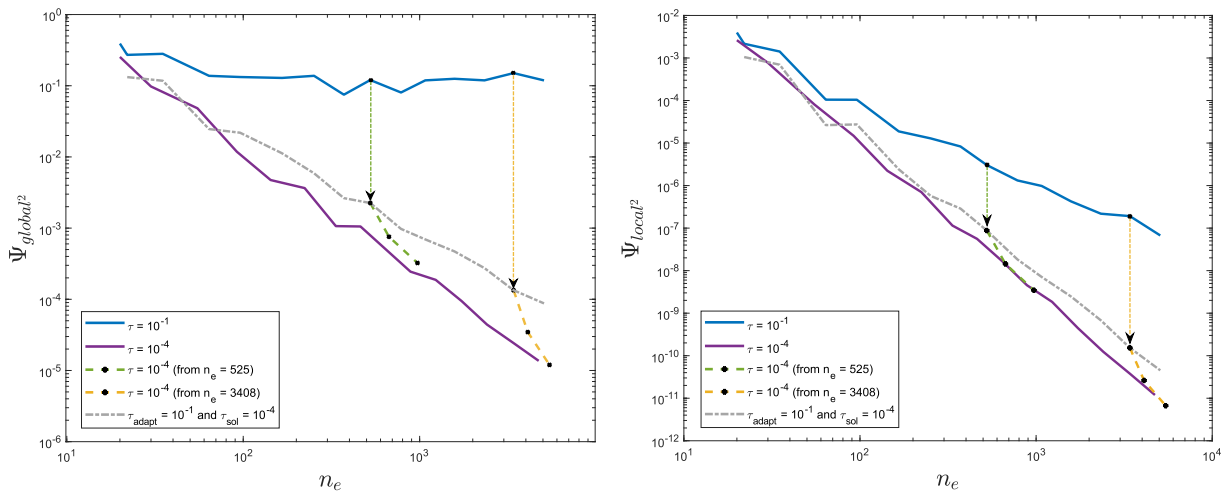 10^0
10^-1
10^-2
10^-3
10^-4
10^-5
10^-6
Ψ_global^2
τ = 10^-1
τ = 10^-4
τ = 10^-4 (from n_e = 525)
τ = 10^-4 (from n_e = 3408)
τ_adapt = 10^-1 and τ_sol = 10^-4
10^1 10^2 10^3
n_e
10^-2
10^-3
10^-4
10^-5
10^-6
10^-7
10^-8
10^-9
10^-10
10^-11
10^-12
Ψ_local^2
τ = 10^-1
τ = 10^-4
τ = 10^-4 (from n_e = 525)
τ = 10^-4 (from n_e = 3408)
τ_adapt = 10^-1 and τ_sol = 10^-4
10^1 10^2 10^3 10^4
n_e